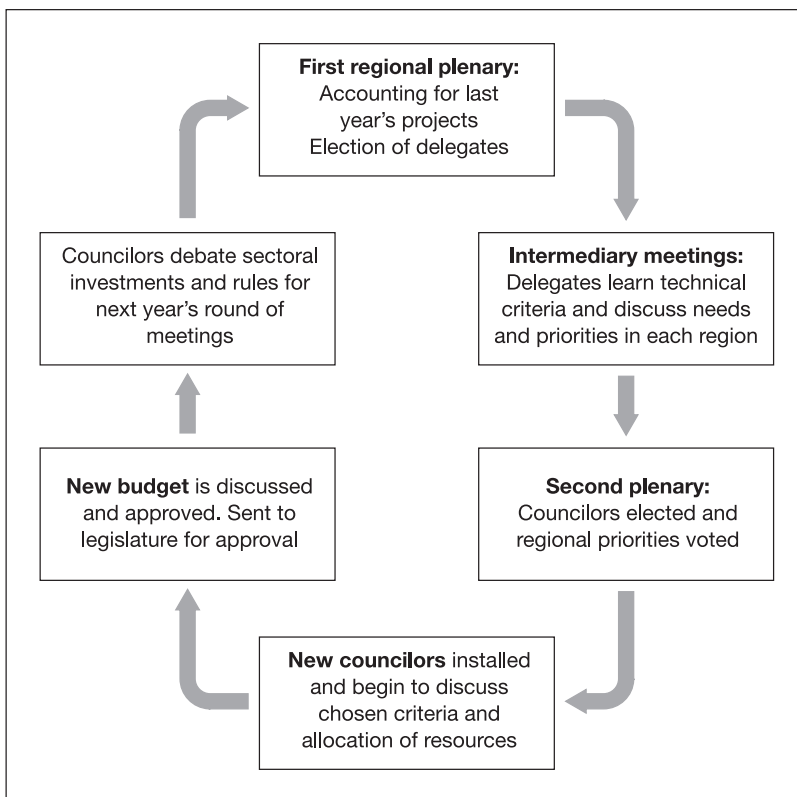 First regional plenary:
Accounting for last
year's projects
Election of delegates
Intermediary meetings:
Delegates learn technical
criteria and discuss needs
and priorities in each region
Second plenary:
Councilors elected and
regional priorities voted
New councilors installed
and begin to discuss
chosen criteria and
allocation of resources
New budget is discussed
and approved. Sent to
legislature for approval
Councilors debate sectoral
investments and rules for
next year's round of
meetings